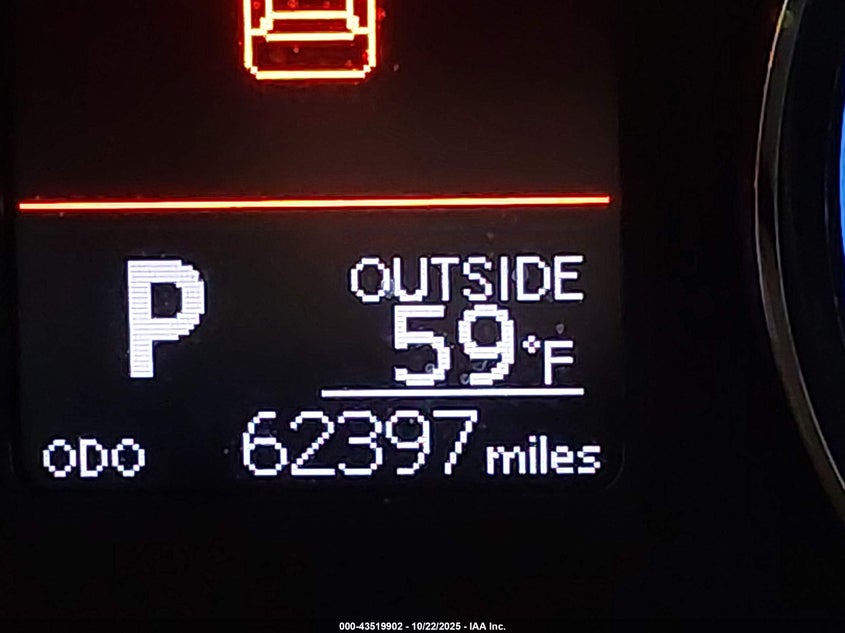 P
OUTSIDE
59°F
ODO 62397 miles
000-43519902 - 10/22/2025 - IAA Inc.